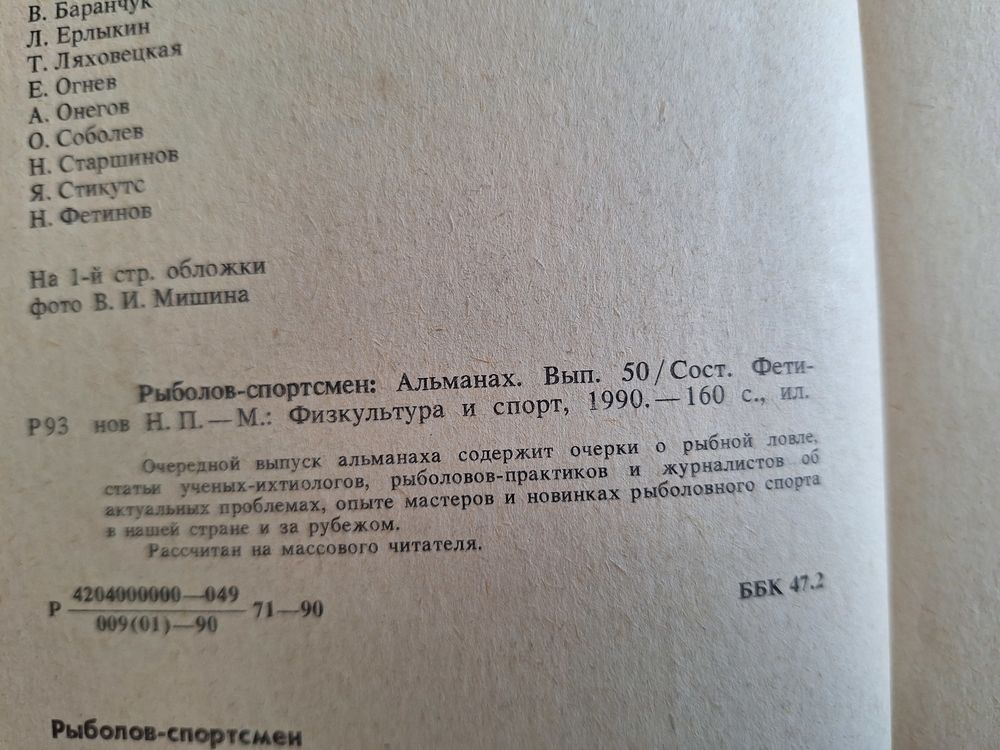 В. Баранчук
Л. Ерлыкин
Т. Ляховецкая
Е. Огнев
А. Онегов
О. Соболев
Н. Старшинов
Я. Стикутс
Н. Фетинов
На 1-й стр. обложки
фото В. И. Мишина
Рыболов-спортсмен: Альманах. Вып. 50/Сост. Фети-
Р93 нов Н. П.—М.: Физкультура и спорт, 1990.—160 с., ил.
Очередной выпуск альманаха содержит очерки о рыбной ловле,
статьи ученых-ихтиологов, рыболовов-практиков и журналистов об
актуальных проблемах, опыте мастеров и новинках рыболовного спорта
в нашей стране и за рубежом.
Рассчитан на массового читателя.
Р 4204000000—049 71—90
009(01)—90
ББК 47.2
Рыболов-спортсмен